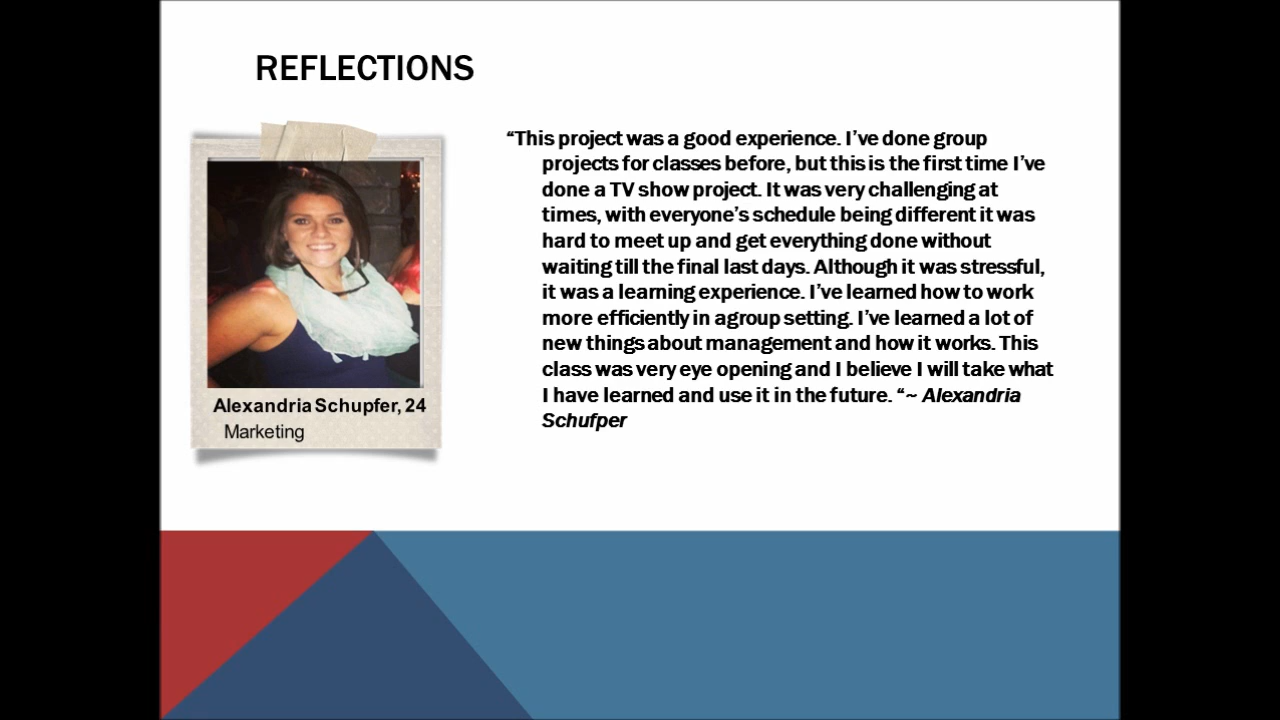 REFLECTIONS
“This project was a good experience. I’ve done group
projects for classes before, but this is the first time I’ve
done a TV show project. It was very challenging at
times, with everyone’s schedule being different it was
hard to meet up and get everything done without
waiting till the final last days. Although it was stressful,
it was a learning experience. I’ve learned how to work
more efficiently in agroup setting. I’ve learned a lot of
new things about management and how it works. This
class was very eye opening and I believe I will take what
I have learned and use it in the future. “~ Alexandria
Schufper
Alexandria Schupfer, 24
Marketing